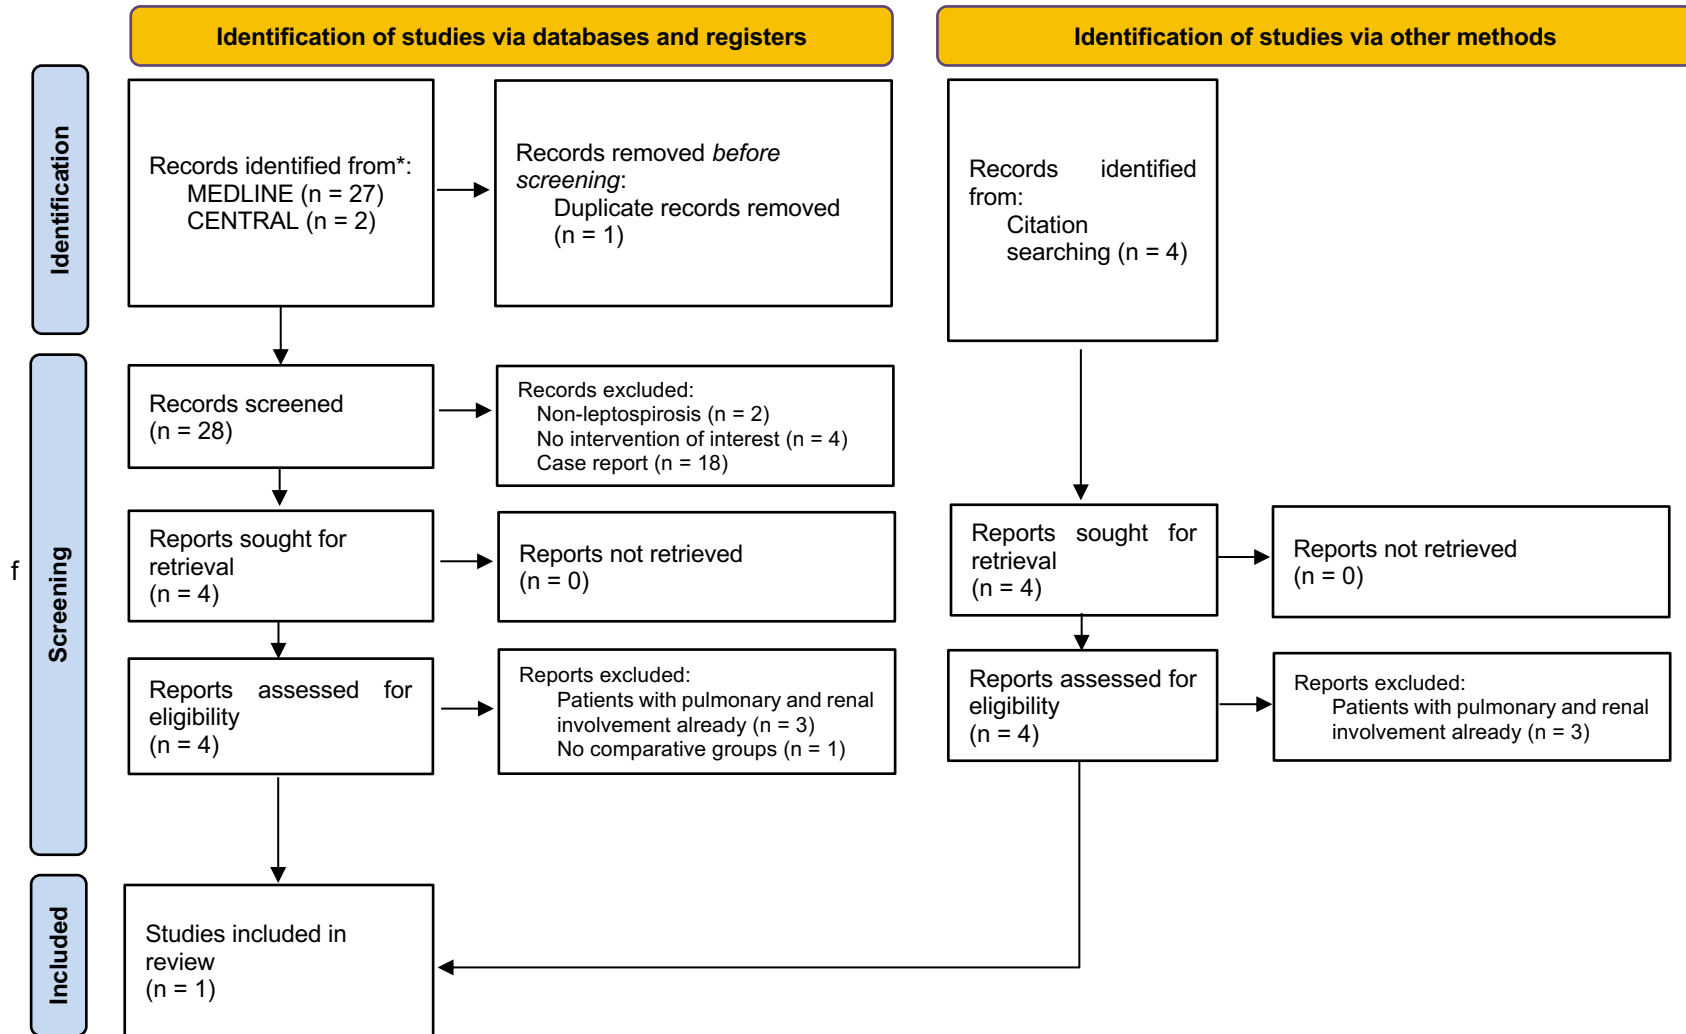 Identification of studies via databases and registers
Identification of studies via other methods
Identification
Records identified from*:
MEDLINE (n = 27)
CENTRAL (n = 2)
Records removed before
screening:
Duplicate records removed
(n = 1)
Records identified
from:
Citation
searching (n = 4)
f
Screening
Records screened
(n = 28)
Records excluded:
Non-leptospirosis (n = 2)
No intervention of interest (n = 4)
Case report (n = 18)
Reports sought for
retrieval
(n = 4)
Reports not retrieved
(n = 0)
Reports sought for
retrieval
(n = 4)
Reports not retrieved
(n = 0)
Reports assessed for
eligibility
(n = 4)
Reports excluded:
Patients with pulmonary and renal
involvement already (n = 3)
No comparative groups (n = 1)
Reports assessed for
eligibility
(n = 4)
Reports excluded:
Patients with pulmonary and renal
involvement already (n = 3)
Included
Studies included in
review
(n = 1)